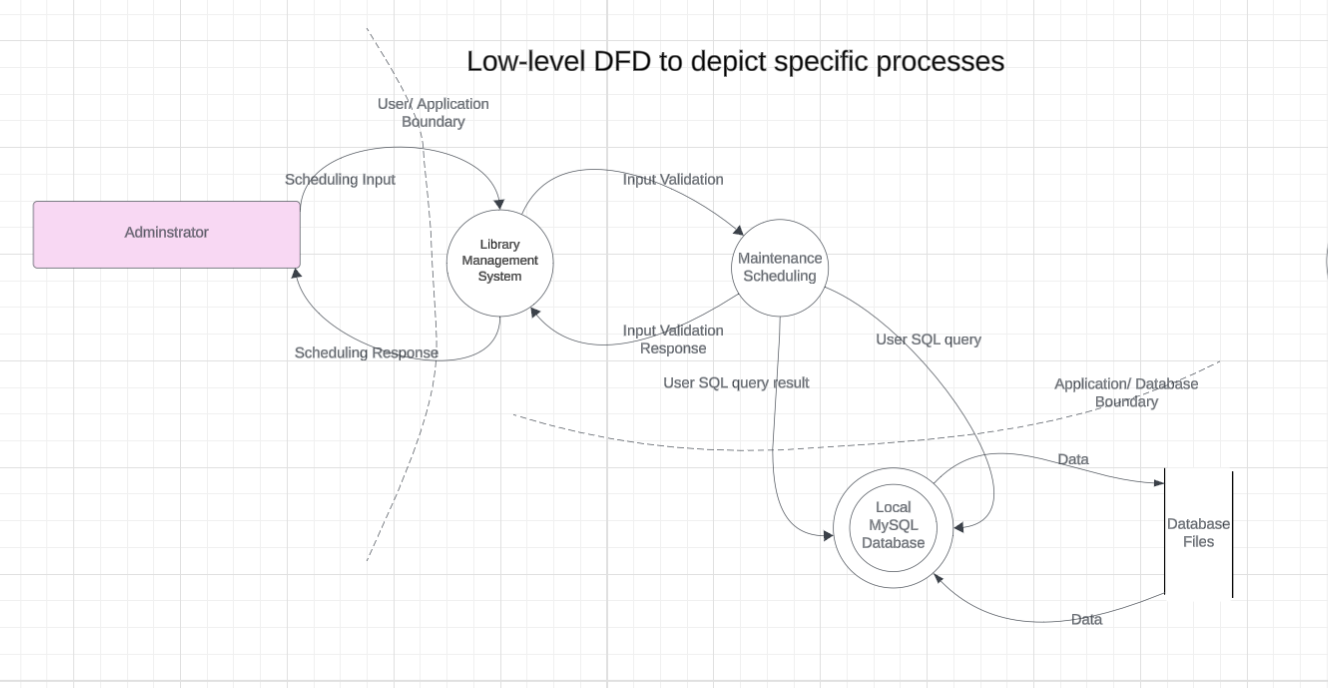 Low-level DFD to depict specific processes
User/ Application
Boundary
Scheduling Input
Input Validation
Adminstrator
Library
Management
System
Maintenance
Scheduling
Input Validation
Response
Scheduling Response
User SQL query
User SQL query result
Application/ Database
Boundary
Data
Local
MySQL
Database
Database
Files
Data